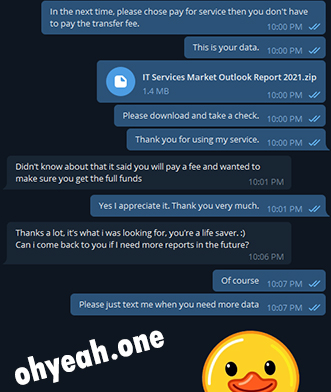 In the next time, please chose pay for service then you don't have
to pay the transfer fee.
10:00 PM
This is your data.
10:00 PM
IT Services Market Outlook Report 2021.zip
1.4 MB
10:00 PM
Please download and take a check.
10:00 PM
Thank you for using my service.
10:00 PM
Didn't know about that it said you will pay a fee and wanted to
make sure you get the full funds
10:01 PM
Yes I appreciate it. Thank you very much.
10:01 PM
Thanks a lot, it's what i was looking for, you're a life saver. :)
Can i come back to you if I need more reports in the future?
10:06 PM
Of course
10:07 PM
Please just text me when you need more data
10:07 PM
ohyeah.one